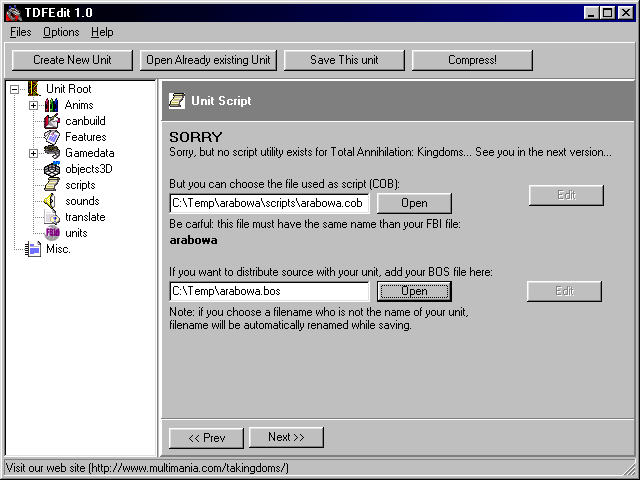 TDFEdit 1.0
Files Options Help
Create New Unit Open Already existing Unit Save This unit Compress!
Unit Root
Anims
canbuild
Features
Gamedata
objects3D
scripts
sounds
translate
FBI units
Misc.
Unit Script
SORRY
Sorry, but no script utility exists for Total Annihilation: Kingdoms... See you in the next version...
But you can choose the file used as script (COB):
C:\Temp\arabowa\scripts\arabowa.cob Open Edit
Be carful: this file must have the same name than your FBI file:
arabowa
If you want to distribute source with your unit, add your BOS file here:
C:\Temp\arabowa.bos Open Edit
Note: if you choose a filename who is not the name of your unit,
filename will be automatically renamed while saving.
<< Prev Next >>
Visit our web site (http://www.multimania.com/takingdoms/)